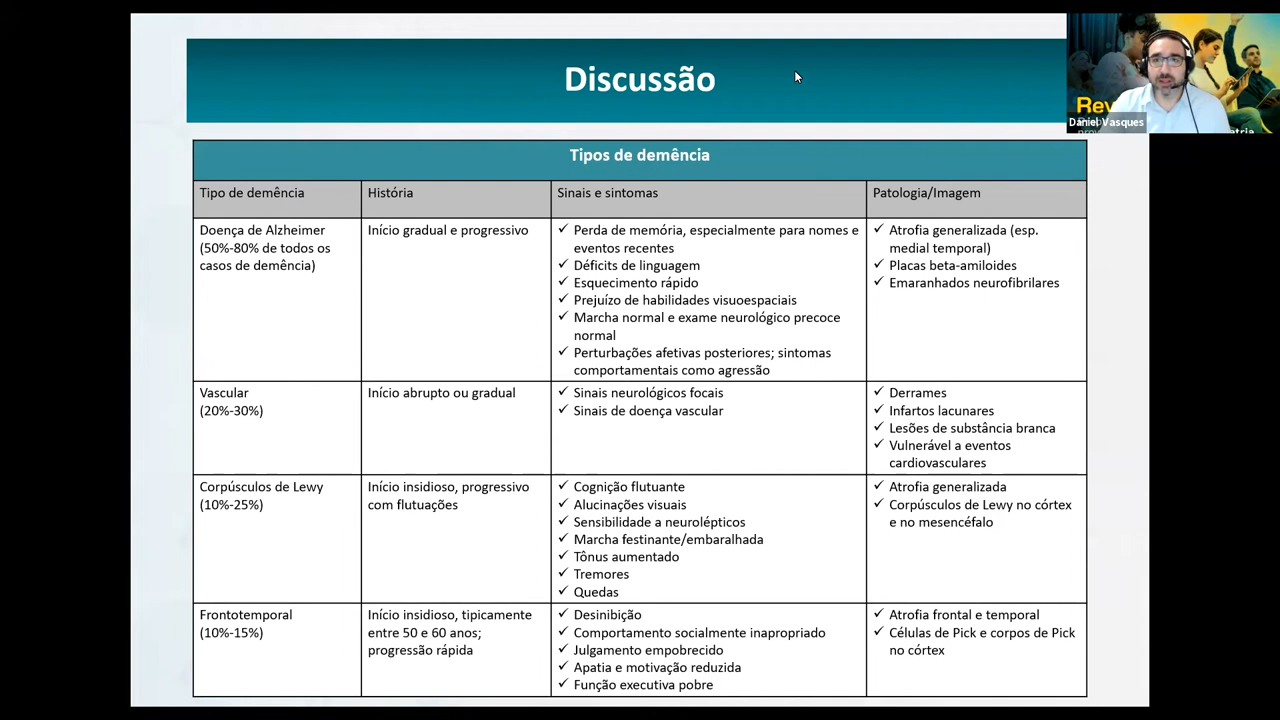 Discussão
Rev
Daniel Vasques
Tipos de demência
Tipo de demência
História
Sinais e sintomas
Patologia/Imagem
Doença de Alzheimer
(50%-80% de todos os
casos de demência)
Início gradual e progressivo
✓ Perda de memória, especialmente para nomes e
eventos recentes
✓ Déficits de linguagem
✓ Esquecimento rápido
✓ Prejuízo de habilidades visuoespaciais
✓ Marcha normal e exame neurológico precoce
normal
✓ Perturbações afetivas posteriores; sintomas
comportamentais como agressão
✓ Atrofia generalizada (esp.
medial temporal)
✓ Placas beta-amiloides
✓ Emaranhados neurofibrilares
Vascular
(20%-30%)
Início abrupto ou gradual
✓ Sinais neurológicos focais
✓ Sinais de doença vascular
✓ Derrames
✓ Infartos lacunares
✓ Lesões de substância branca
✓ Vulnerável a eventos
cardiovasculares
Corpúsculos de Lewy
(10%-25%)
Início insidioso, progressivo
com flutuações
✓ Cognição flutuante
✓ Alucinações visuais
✓ Sensibilidade a neurolépticos
✓ Marcha festinante/embaralhada
✓ Tônus aumentado
✓ Tremores
✓ Quedas
✓ Atrofia generalizada
✓ Corpúsculos de Lewy no córtex
e no mesencéfalo
Frontotemporal
(10%-15%)
Início insidioso, tipicamente
entre 50 e 60 anos;
progressão rápida
✓ Desinibição
✓ Comportamento socialmente inapropriado
✓ Julgamento empobrecido
✓ Apatia e motivação reduzida
✓ Função executiva pobre
✓ Atrofia frontal e temporal
✓ Células de Pick e corpos de Pick
no córtex